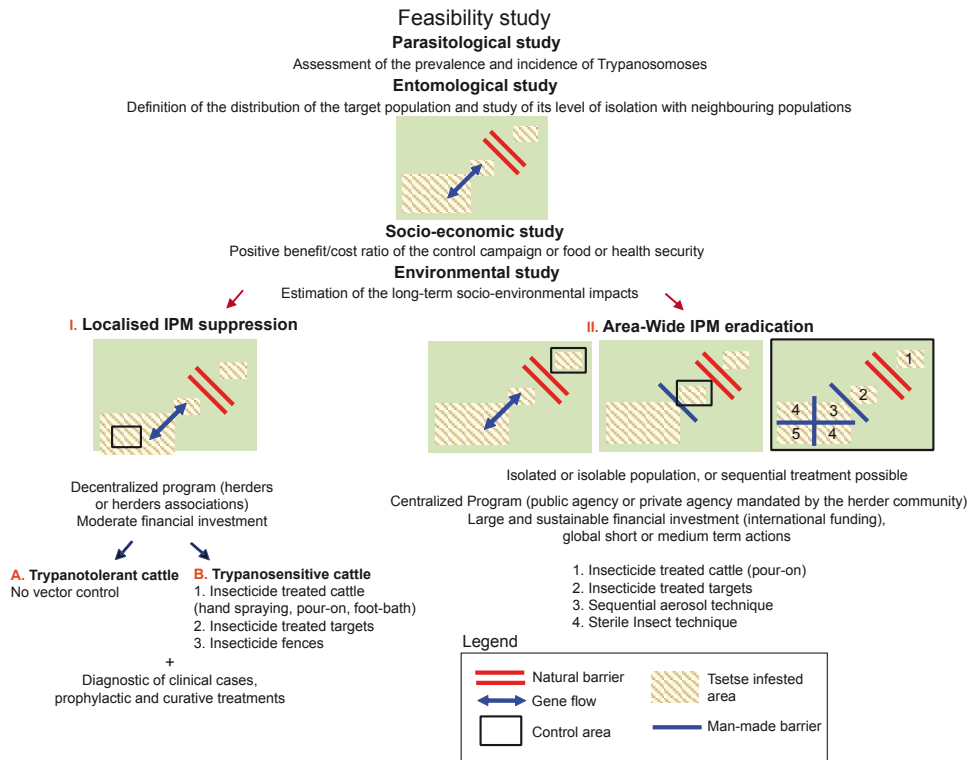 Feasibility study
Parasitological study
Assessment of the prevalence and incidence of Trypanosomoses
Entomological study
Definition of the distribution of the target population and study of its level of isolation with neighbouring populations
Socio-economic study
Positive benefit/cost ratio of the control campaign or food or health security
Environmental study
Estimation of the long-term socio-environmental impacts
I. Localised IPM suppression
Decentralized program (herders
or herders associations)
Moderate financial investment
A. Trypanotolerant cattle
No vector control
B. Trypanosensitive cattle
1. Insecticide treated cattle
(hand spraying, pour-on, foot-bath)
2. Insecticide treated targets
3. Insecticide fences
+
Diagnostic of clinical cases,
prophylactic and curative treatments
II. Area-Wide IPM eradication
1
2
4 3
5 4
Isolated or isolable population, or sequential treatment possible
Centralized Program (public agency or private agency mandated by the herder community)
Large and sustainable financial investment (international funding),
global short or medium term actions
1. Insecticide treated cattle (pour-on)
2. Insecticide treated targets
3. Sequential aerosol technique
4. Sterile Insect technique
Legend
Natural barrier
Gene flow
Control area
Tsetse infested
area
Man-made barrier